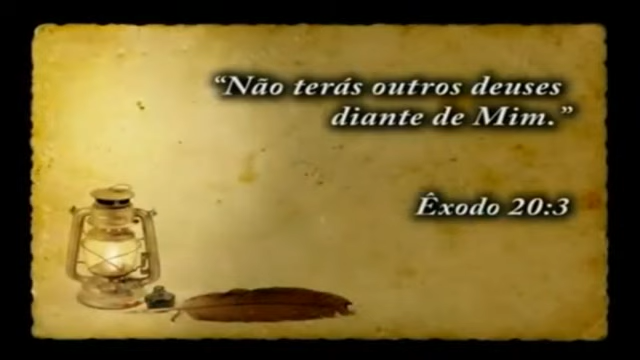 “Não terás outros deuses
diante de Mim.”
Êxodo 20:3